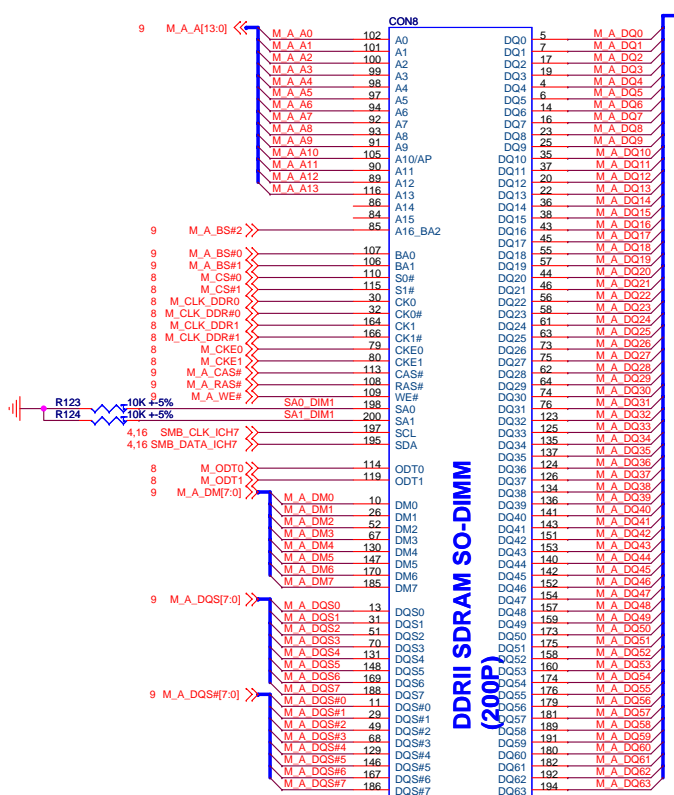 CON8
9 M_A_A[13:0]
M_A_A0 102 A0
M_A_A1 101 A1
M_A_A2 100 A2
M_A_A3 99 A3
M_A_A4 98 A4
M_A_A5 97 A5
M_A_A6 94 A6
M_A_A7 92 A7
M_A_A8 93 A8
M_A_A9 91 A9
M_A_A10 105 A10/AP
M_A_A11 90 A11
M_A_A12 89 A12
M_A_A13 116 A13
86 A14
84 A15
9 M_A_BS#2 85 A16_BA2
9 M_A_BS#0 107 BA0
9 M_A_BS#1 106 BA1
8 M_CS#0 110 S0#
8 M_CS#1 115 S1#
8 M_CLK_DDR0 30 CK0
8 M_CLK_DDR#0 32 CK0#
8 M_CLK_DDR1 164 CK1
8 M_CLK_DDR#1 166 CK1#
8 M_CKE0 79 CKE0
8 M_CKE1 80 CKE1
9 M_A_CAS# 113 CAS#
9 M_A_RAS# 108 RAS#
9 M_A_WE# 109 WE#
R123 10K +-5% SA0_DIM1 198 SA0
R124 10K +-5% SA1_DIM1 200 SA1
4,16 SMB_CLK_ICH7 197 SCL
4,16 SMB_DATA_ICH7 195 SDA
8 M_ODT0 114 ODT0
8 M_ODT1 119 ODT1
9 M_A_DM[7:0]
M_A_DM0 10 DM0
M_A_DM1 26 DM1
M_A_DM2 52 DM2
M_A_DM3 67 DM3
M_A_DM4 130 DM4
M_A_DM5 147 DM5
M_A_DM6 170 DM6
M_A_DM7 185 DM7
9 M_A_DQS[7:0]
M_A_DQS0 13 DQS0
M_A_DQS1 31 DQS1
M_A_DQS2 51 DQS2
M_A_DQS3 70 DQS3
M_A_DQS4 131 DQS4
M_A_DQS5 148 DQS5
M_A_DQS6 169 DQS6
M_A_DQS7 188 DQS7
9 M_A_DQS#[7:0]
M_A_DQS#0 11 DQS#0
M_A_DQS#1 29 DQS#1
M_A_DQS#2 49 DQS#2
M_A_DQS#3 68 DQS#3
M_A_DQS#4 129 DQS#4
M_A_DQS#5 146 DQS#5
M_A_DQS#6 167 DQS#6
M_A_DQS#7 186 DQS#7
DDRII SDRAM SO-DIMM
(200P)
DQ0 5 M_A_DQ0
DQ1 7 M_A_DQ1
DQ2 17 M_A_DQ2
DQ3 19 M_A_DQ3
DQ4 4 M_A_DQ4
DQ5 6 M_A_DQ5
DQ6 14 M_A_DQ6
DQ7 16 M_A_DQ7
DQ8 23 M_A_DQ8
DQ9 25 M_A_DQ9
DQ10 35 M_A_DQ10
DQ11 37 M_A_DQ11
DQ12 20 M_A_DQ12
DQ13 22 M_A_DQ13
DQ14 36 M_A_DQ14
DQ15 38 M_A_DQ15
DQ16 43 M_A_DQ16
DQ17 45 M_A_DQ17
DQ18 55 M_A_DQ18
DQ19 57 M_A_DQ19
DQ20 44 M_A_DQ20
DQ21 46 M_A_DQ21
DQ22 56 M_A_DQ22
DQ23 58 M_A_DQ23
DQ24 61 M_A_DQ24
DQ25 63 M_A_DQ25
DQ26 73 M_A_DQ26
DQ27 75 M_A_DQ27
DQ28 62 M_A_DQ28
DQ29 64 M_A_DQ29
DQ30 74 M_A_DQ30
DQ31 76 M_A_DQ31
DQ32 123 M_A_DQ32
DQ33 125 M_A_DQ33
DQ34 135 M_A_DQ34
DQ35 137 M_A_DQ35
DQ36 124 M_A_DQ36
DQ37 126 M_A_DQ37
DQ38 134 M_A_DQ38
DQ39 136 M_A_DQ39
DQ40 141 M_A_DQ40
DQ41 143 M_A_DQ41
DQ42 151 M_A_DQ42
DQ43 153 M_A_DQ43
DQ44 140 M_A_DQ44
DQ45 142 M_A_DQ45
DQ46 152 M_A_DQ46
DQ47 154 M_A_DQ47
DQ48 157 M_A_DQ48
DQ49 159 M_A_DQ49
DQ50 173 M_A_DQ50
DQ51 175 M_A_DQ51
DQ52 158 M_A_DQ52
DQ53 160 M_A_DQ53
DQ54 174 M_A_DQ54
DQ55 176 M_A_DQ55
DQ56 179 M_A_DQ56
DQ57 181 M_A_DQ57
DQ58 189 M_A_DQ58
DQ59 191 M_A_DQ59
DQ60 180 M_A_DQ60
DQ61 182 M_A_DQ61
DQ62 192 M_A_DQ62
DQ63 194 M_A_DQ63